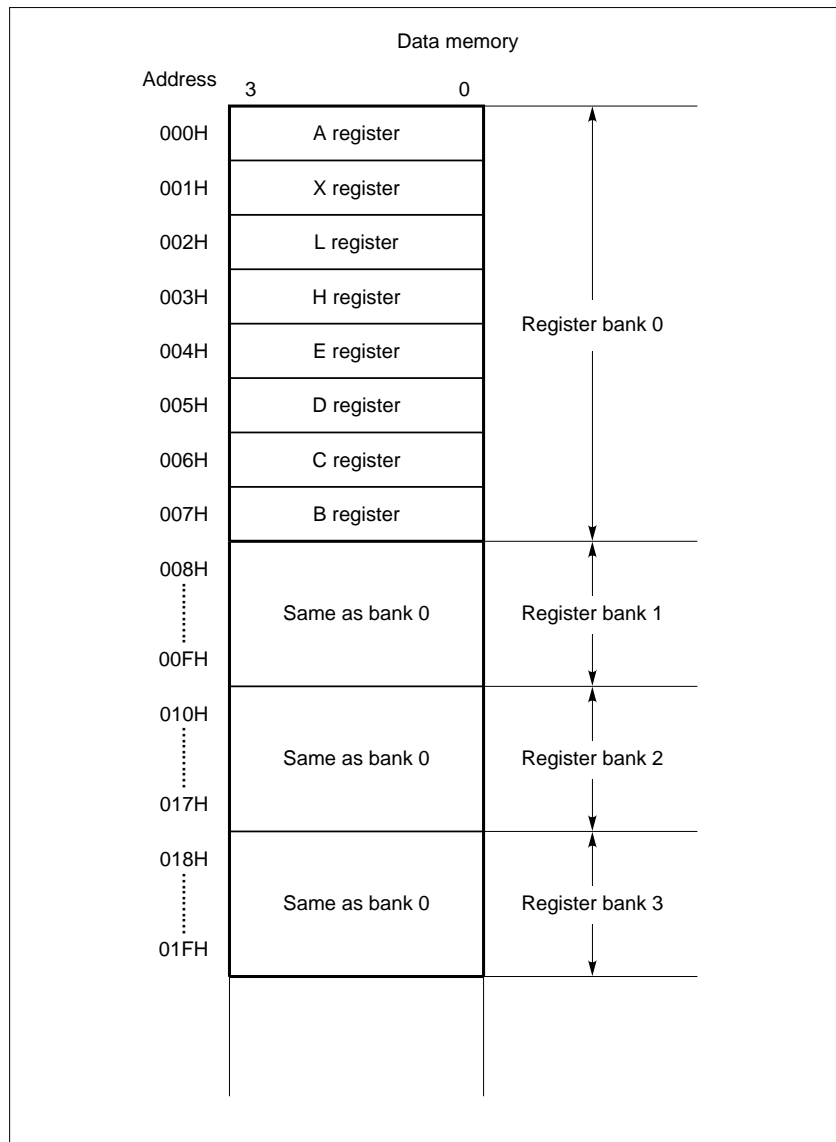 Data memory
Address
3 0
000H A register
001H X register
002H L register
003H H register
Register bank 0
004H E register
005H D register
006H C register
007H B register
008H
Same as bank 0 Register bank 1
00FH
010H
Same as bank 0 Register bank 2
017H
018H
Same as bank 0 Register bank 3
01FH